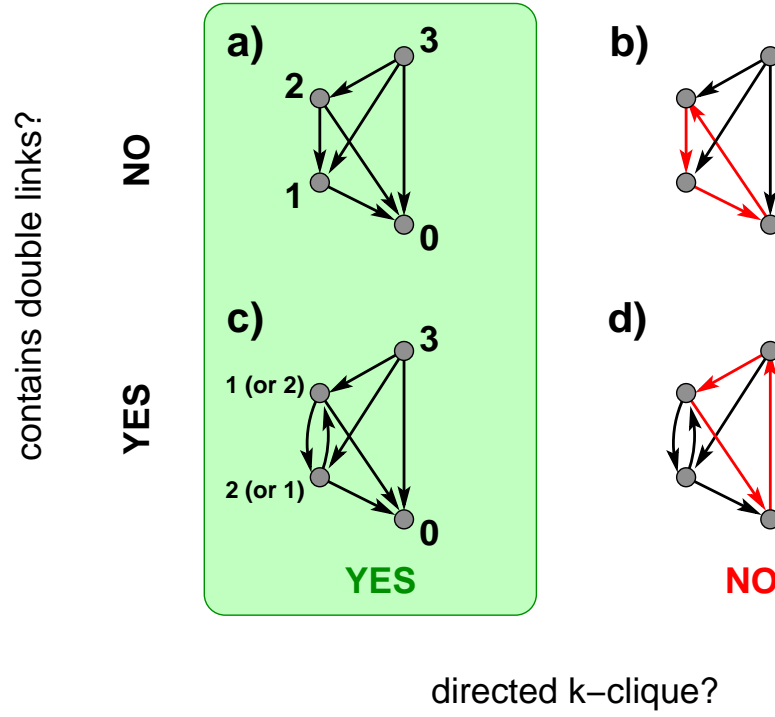 a)
3
2
1
0
b)
contains double links?
NO
c)
3
1 (or 2)
2 (or 1)
0
d)
YES
YES
NO
directed k−clique?